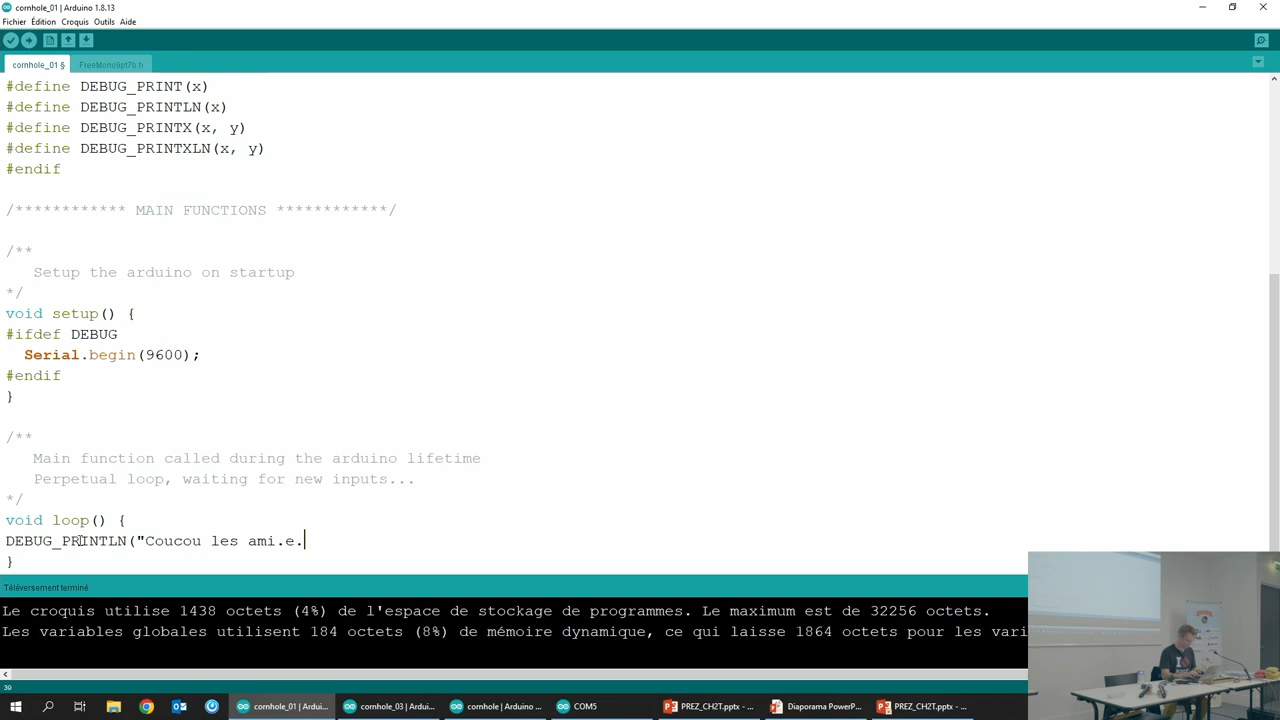 cornhole_01 | Arduino 1.8.13
Fichier Édition Croquis Outils Aide
cornhole_01 § FreeMono9pt7b.h
#define DEBUG_PRINT(x)
#define DEBUG_PRINTLN(x)
#define DEBUG_PRINTX(x, y)
#define DEBUG_PRINTXLN(x, y)
#endif
/************ MAIN FUNCTIONS ************/
/**
Setup the arduino on startup
*/
void setup() {
#ifdef DEBUG
Serial.begin(9600);
#endif
}
/**
Main function called during the arduino lifetime
Perpetual loop, waiting for new inputs...
*/
void loop() {
DEBUG_PRINTLN("Coucou les ami.e.
}
Téléversement terminé
Le croquis utilise 1438 octets (4%) de l'espace de stockage de programmes. Le maximum est de 32256 octets.
Les variables globales utilisent 184 octets (8%) de mémoire dynamique, ce qui laisse 1864 octets pour les vari
39
cornhole_01 | Ardui... cornhole_03 | Ardui... cornhole | Arduino ... COM5 PREZ_CH2T.pptx - ... Diaporama PowerP... PREZ_CH2T.pptx - ...